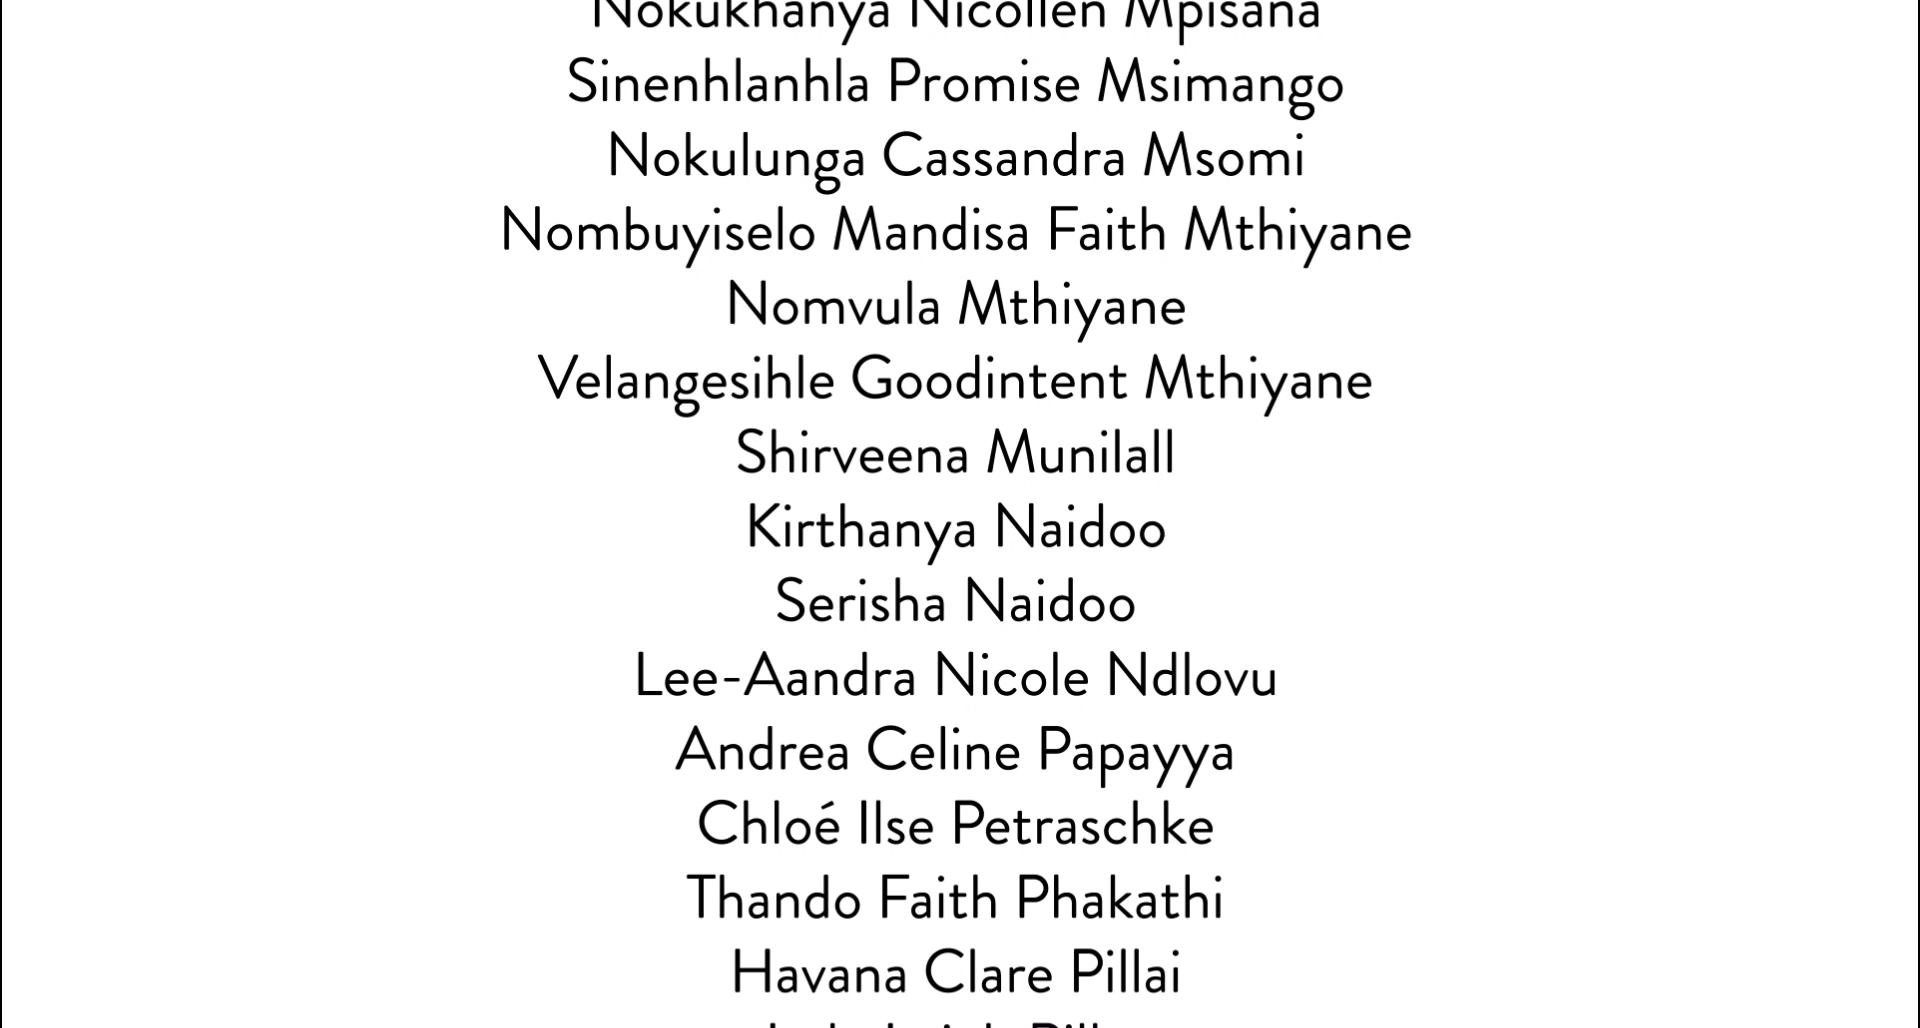 Nokukhanya Nicollen Mpisana
Sinenhlanhla Promise Msimango
Nokulunga Cassandra Msomi
Nombuyiselo Mandisa Faith Mthiyane
Nomvula Mthiyane
Velangesihle Goodintent Mthiyane
Shirveena Munilall
Kirthanya Naidoo
Serisha Naidoo
Lee-Aandra Nicole Ndlovu
Andrea Celine Papayya
Chloé Ilse Petraschke
Thando Faith Phakathi
Havana Clare Pillai